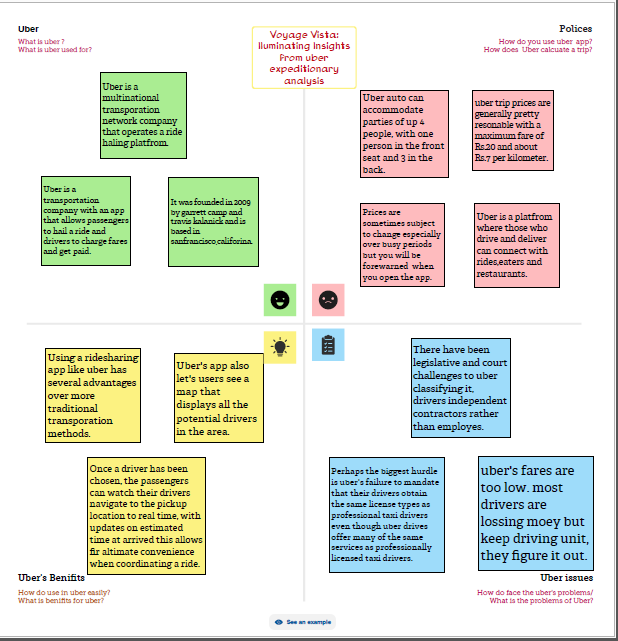 Uber
What is uber ?
What is uber used for?
Voyage Vista:
Iluminating Insights
From uber
expeditionary
analysis
Polices
How do you use uber app?
How does Uber calcuate a trip?
Uber is a
multinational
transporation
network company
that operates a ride
haling platfrom.
Uber is a
transportation
company with an app
that allows passengers
to hail a ride and
drivers to charge fares
and get paid.
It was founded in 2009
by garrett camp and
travis kalanick and is
based in
sanfrancisco,califorina.
Uber auto can
accommodate
parties of up 4
people, with one
person in the front
seat and 3 in the
back.
uber trip prices are
generally pretty
resonable with a
maximum fare of
Rs.20 and about
Rs.7 per kilometer.
Prices are
sometimes subject
to change especially
over busy periods
but you will be
forewarned when
you open the app.
Uber is a platfrom
where those who
drive and deliver
can connect with
rides,eaters and
restaurants.
Using a ridesharing
app like uber has
several advantages
over more
traditional
transporation
methods.
Uber's app also
let's users see a
map that
displays all the
potential drivers
in the area.
Once a driver has been
chosen, the passengers
can watch their drivers
navigate to the pickup
location to real time, with
updates on estimated
time at arrived this allows
fir altimate convenience
when coordinating a ride.
There have been
legislative and court
challenges to uber
classifying it,
drivers independent
contractors rather
than employes.
Perhaps the biggest hurdle
is uber's failure to mandate
that their drivers obtain
the same license types as
professional taxi drivers
even though uber drives
offer many of the same
services as professionally
licensed taxi drivers.
uber's fares are
too low. most
drivers are
lossing moey but
keep driving unit,
they figure it out.
Uber's Benifits
How do use in uber easily?
What is benifits for uber?
Uber issues
How do face the uber's problems/
What is the problems of Uber?
See an example